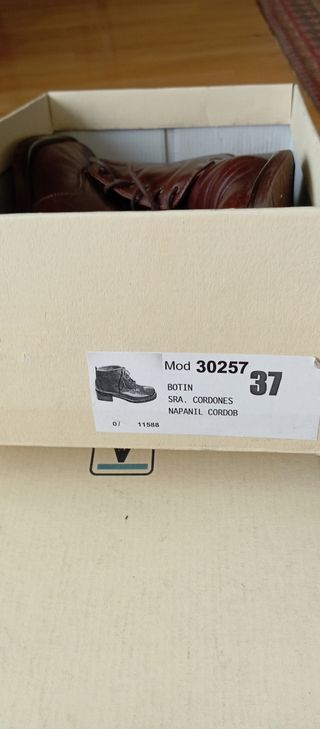 Mod 30257
37
BOTIN
SRA. CORDONES
NAPANIL CORDOB
0/ 11588